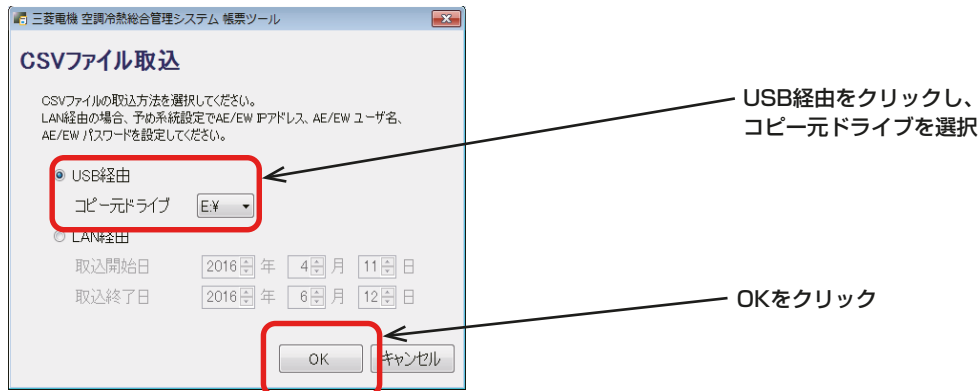 三菱電機 空調冷熱総合管理システム 帳票ツール
CSVファイル取込
CSVファイルの取込方法を選択してください。
LAN経由の場合、予め系統設定でAE/EW IPアドレス、AE/EW ユーザ名、
AE/EW パスワードを設定してください。
USB経由
コピー元ドライブ E:¥
LAN経由
取込開始日 2016 年 4 月 11 日
取込終了日 2016 年 6 月 12 日
OK キャンセル
USB経由をクリックし、
コピー元ドライブを選択
OKをクリック